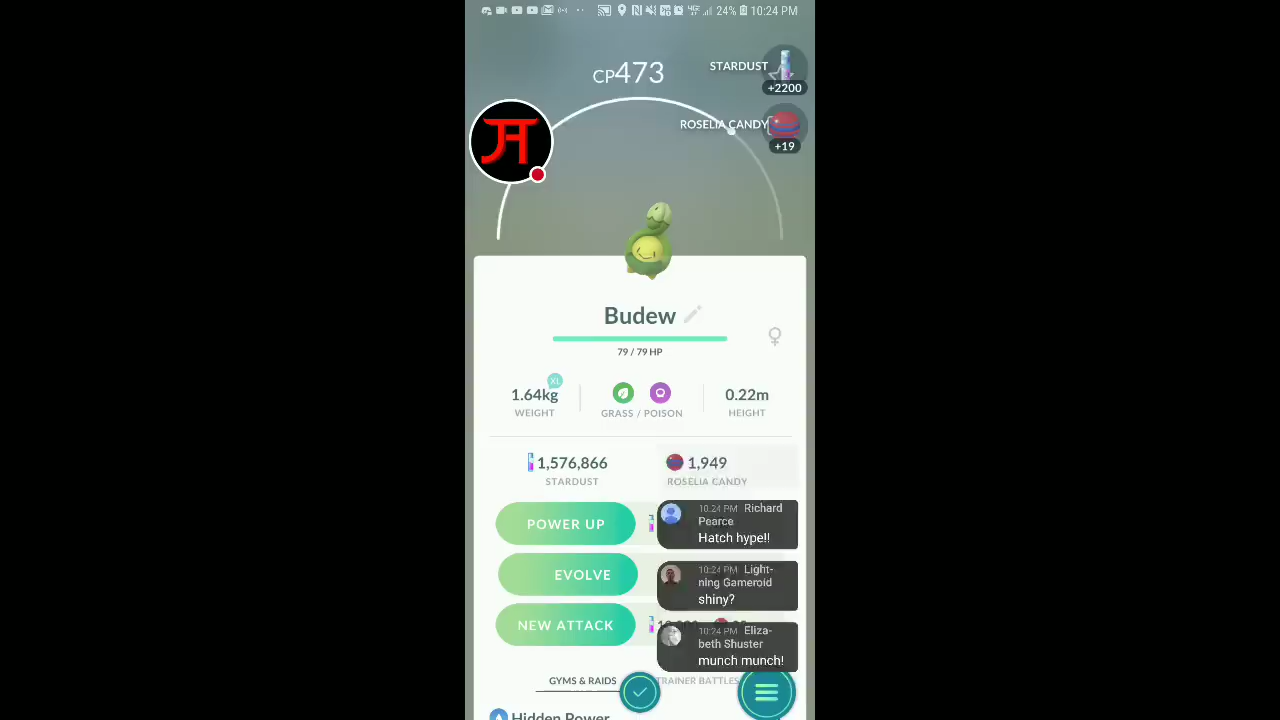 24% 10:24 PM
CP473
STARDUST
+2200
ROSELIA CANDY
+19
Budew
79 / 79 HP
XL
1.64kg
WEIGHT
GRASS / POISON
0.22m
HEIGHT
1,576,866
STARDUST
1,949
ROSELIA CANDY
POWER UP
10:24 PM Richard
Pearce
Hatch hype!!
EVOLVE
10:24 PM Light-
ning Gameroid
shiny?
NEW ATTACK
10:24 PM Eliza-
beth Shuster
munch munch!
GYMS & RAIDS
TRAINER BATTLES
Hidden Power